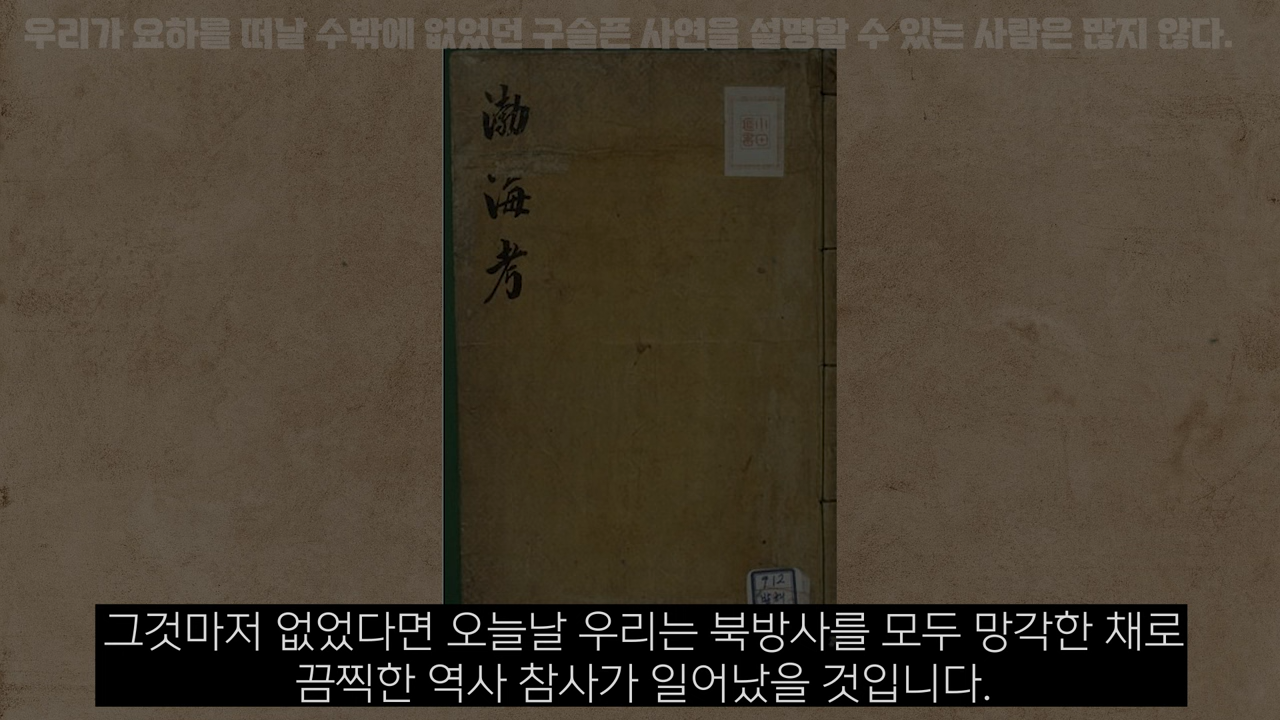 우리가 요하를 떠날 수밖에 없었던 구슬픈 사연을 설명할 수 있는 사람은 많지 않다.
渤海考
912
그것마저 없었다면 오늘날 우리는 북방사를 모두 망각한 채로
끔찍한 역사 참사가 일어났을 것입니다.